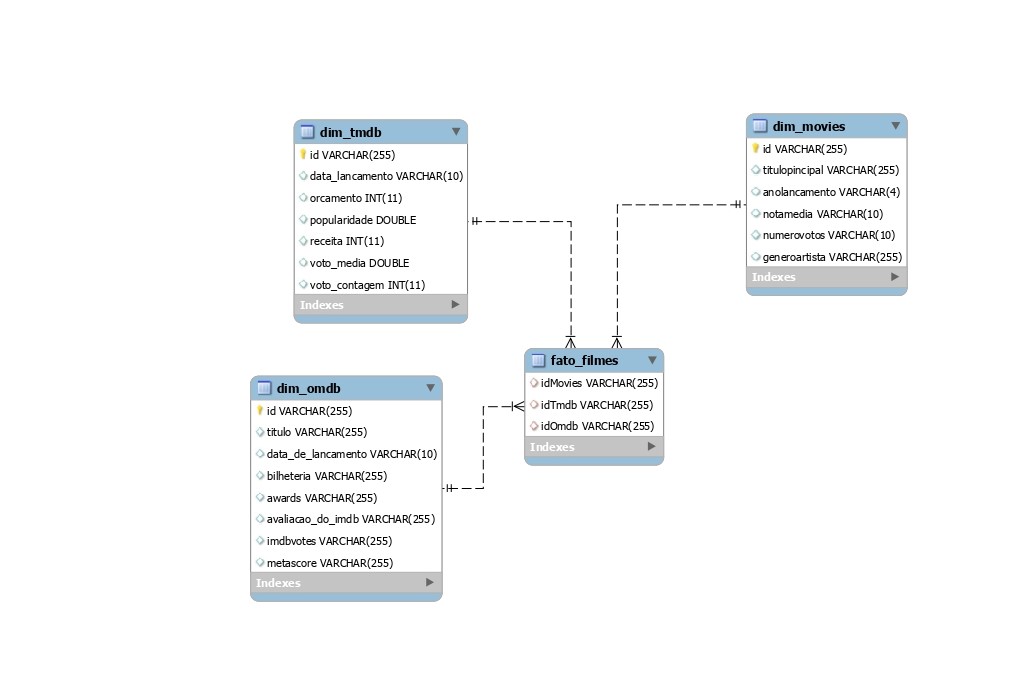 dim_tmdb
id VARCHAR(255)
data_lancamento VARCHAR(10)
orcamento INT(11)
popularidade DOUBLE
receita INT(11)
voto_media DOUBLE
voto_contagem INT(11)
Indexes
dim_movies
id VARCHAR(255)
titulopincipal VARCHAR(255)
anolancamento VARCHAR(4)
notamedia VARCHAR(10)
numerovotos VARCHAR(10)
generoartista VARCHAR(255)
Indexes
dim_omdb
id VARCHAR(255)
titulo VARCHAR(255)
data_de_lancamento VARCHAR(10)
bilheteria VARCHAR(255)
awards VARCHAR(255)
avaliacao_do_imdb VARCHAR(255)
imdbvotes VARCHAR(255)
metascore VARCHAR(255)
Indexes
fato_filmes
idMovies VARCHAR(255)
idTmdb VARCHAR(255)
idOmdb VARCHAR(255)
Indexes